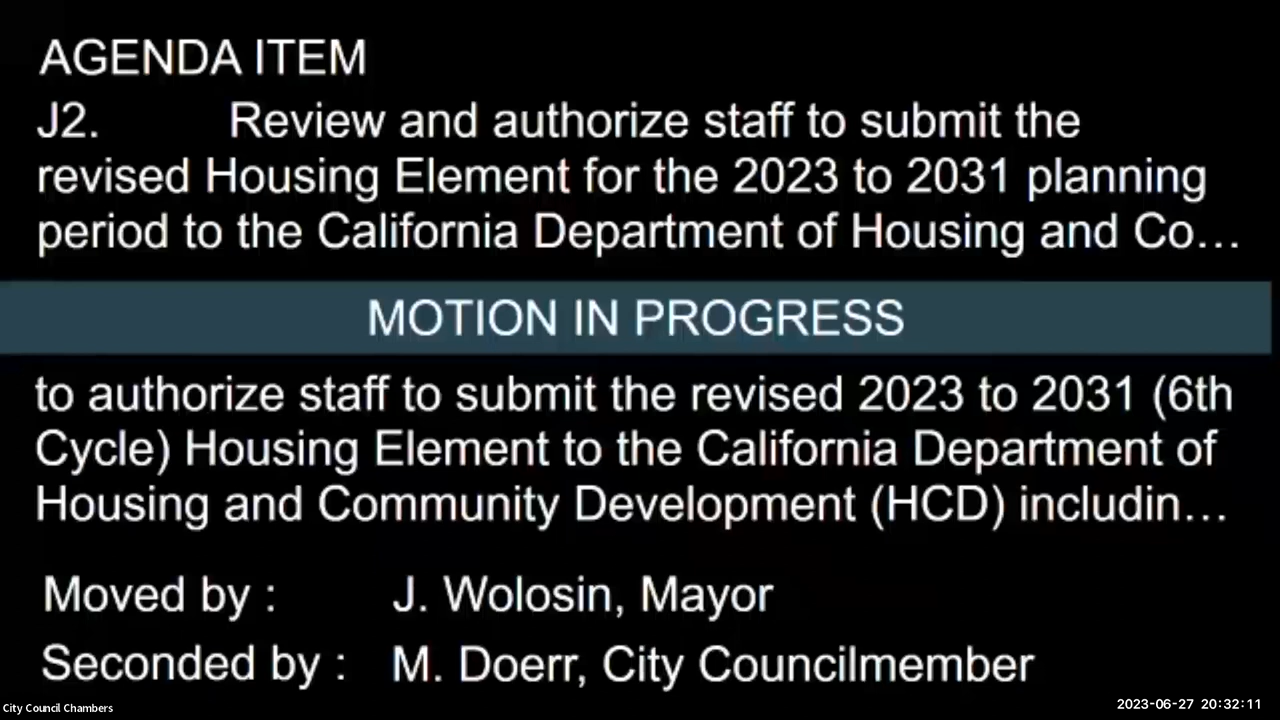 AGENDA ITEM
J2. Review and authorize staff to submit the
revised Housing Element for the 2023 to 2031 planning
period to the California Department of Housing and Co...
MOTION IN PROGRESS
to authorize staff to submit the revised 2023 to 2031 (6th
Cycle) Housing Element to the California Department of
Housing and Community Development (HCD) includin...
Moved by : J. Wolosin, Mayor
Seconded by : M. Doerr, City Councilmember
City Council Chambers
2023-06-27 20:32:11